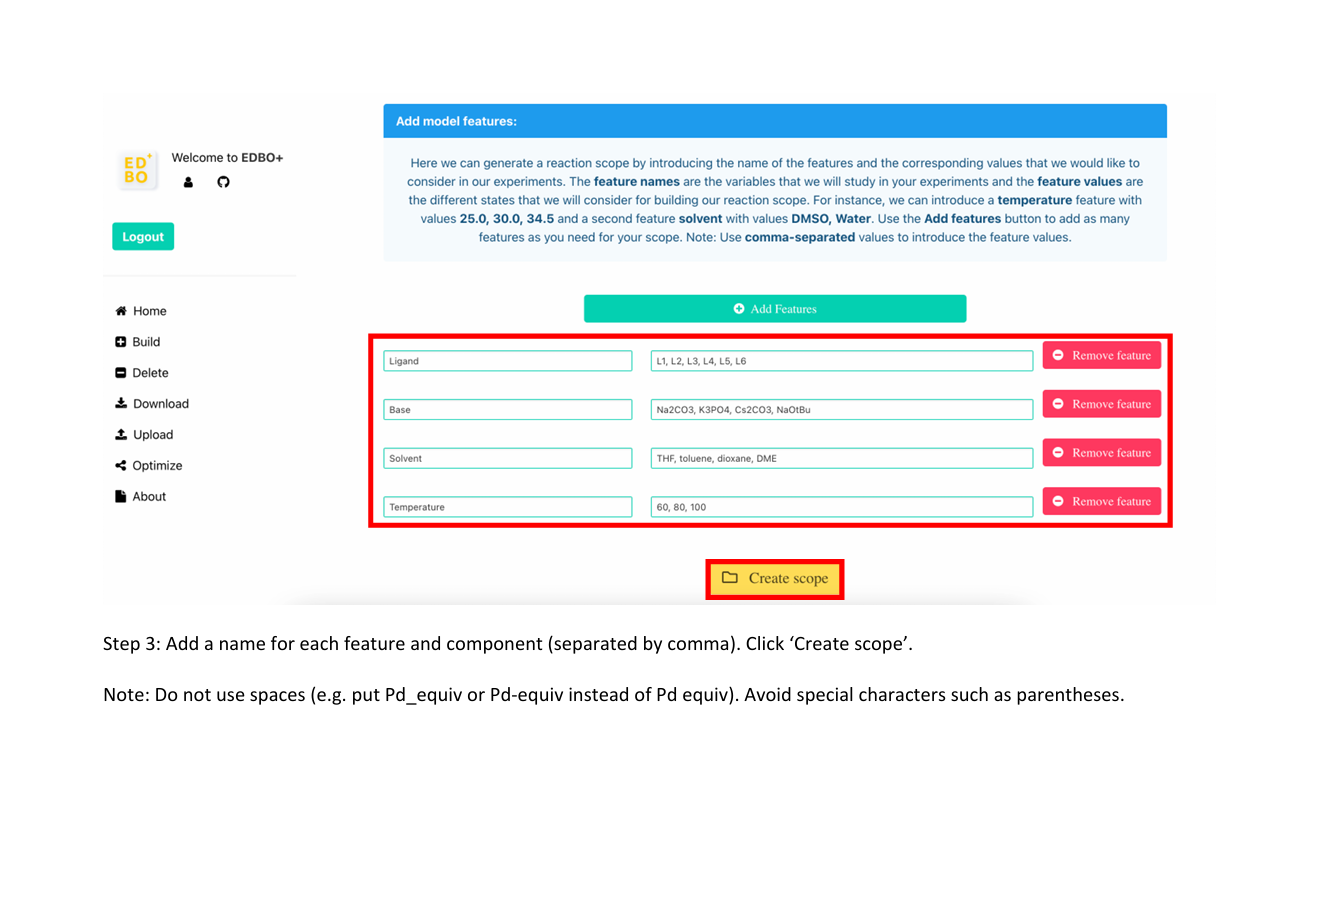 ED+
BO
Welcome to EDBO+
Logout
Home
Build
Delete
Download
Upload
Optimize
About
Add model features:
Here we can generate a reaction scope by introducing the name of the features and the corresponding values that we would like to
consider in our experiments. The feature names are the variables that we will study in your experiments and the feature values are
the different states that we will consider for building our reaction scope. For instance, we can introduce a temperature feature with
values 25.0, 30.0, 34.5 and a second feature solvent with values DMSO, Water. Use the Add features button to add as many
features as you need for your scope. Note: Use comma-separated values to introduce the feature values.
Add Features
Ligand L1, L2, L3, L4, L5, L6 Remove feature
Base Na2CO3, K3PO4, Cs2CO3, NaOtBu Remove feature
Solvent THF, toluene, dioxane, DME Remove feature
Temperature 60, 80, 100 Remove feature
Create scope
Step 3: Add a name for each feature and component (separated by comma). Click ‘Create scope’.
Note: Do not use spaces (e.g. put Pd_equiv or Pd-equiv instead of Pd equiv). Avoid special characters such as parentheses.